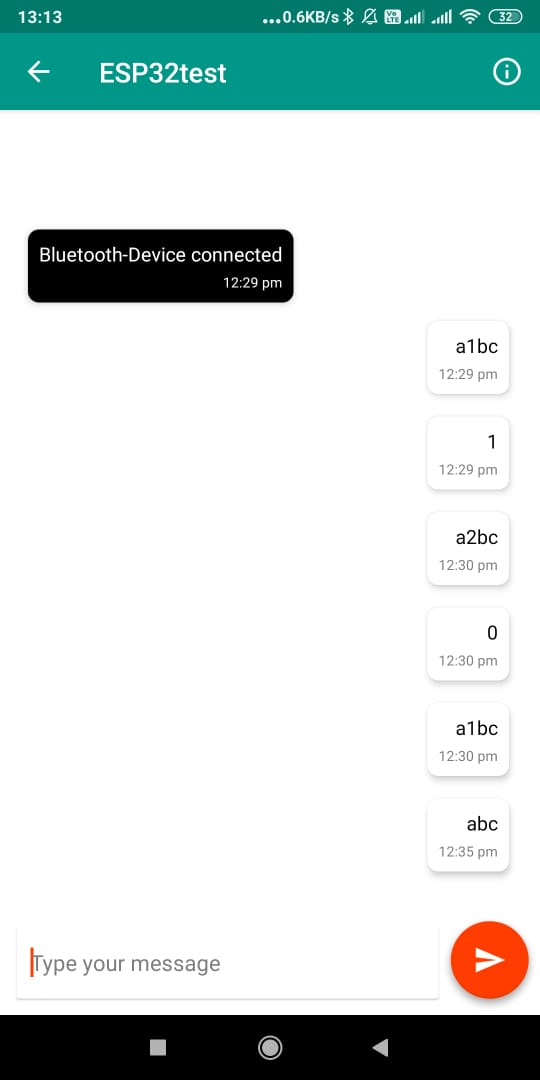 13:13 ...0.6KB/s Vo LTE 32
ESP32test
Bluetooth-Device connected
12:29 pm
a1bc
12:29 pm
1
12:29 pm
a2bc
12:30 pm
0
12:30 pm
a1bc
12:30 pm
abc
12:35 pm
Type your message